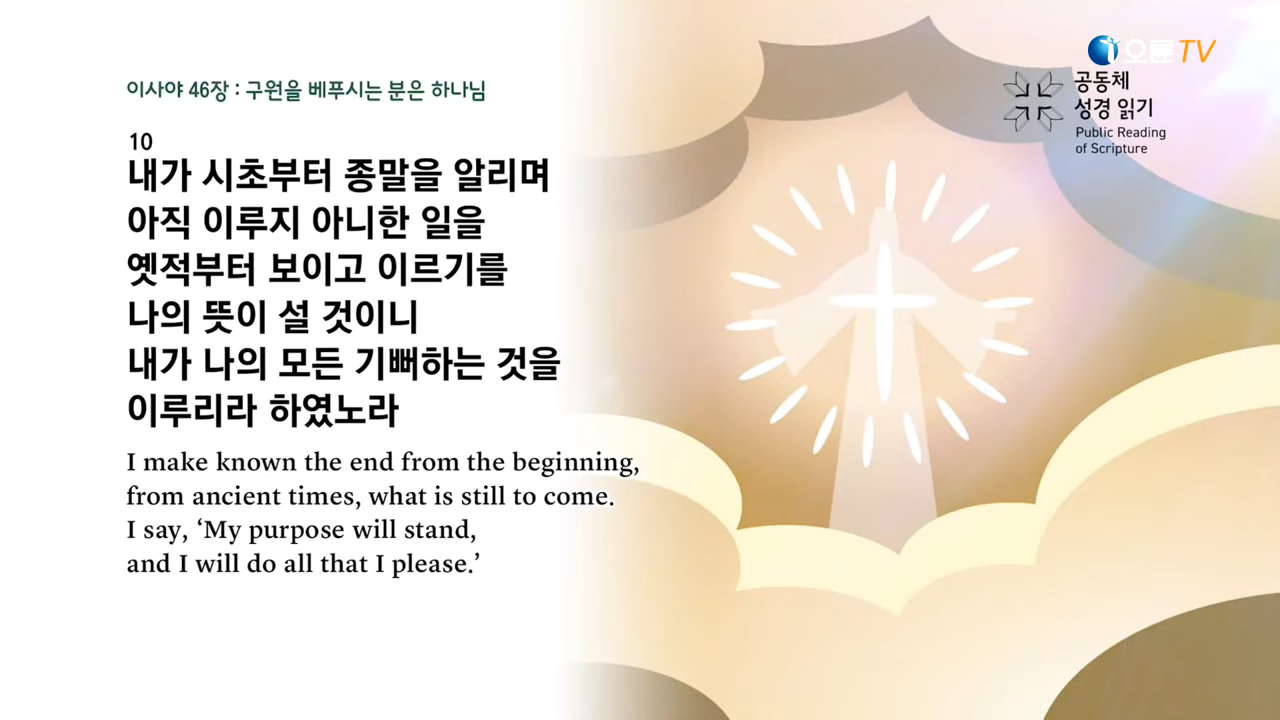 오륜TV
이사야 46장 : 구원을 베푸시는 분은 하나님
공동체
성경 읽기
Public Reading
of Scripture
10
내가 시초부터 종말을 알리며
아직 이루지 아니한 일을
옛적부터 보이고 이르기를
나의 뜻이 설 것이니
내가 나의 모든 기뻐하는 것을
이루리라 하였노라
I make known the end from the beginning,
from ancient times, what is still to come.
I say, ‘My purpose will stand,
and I will do all that I please.’